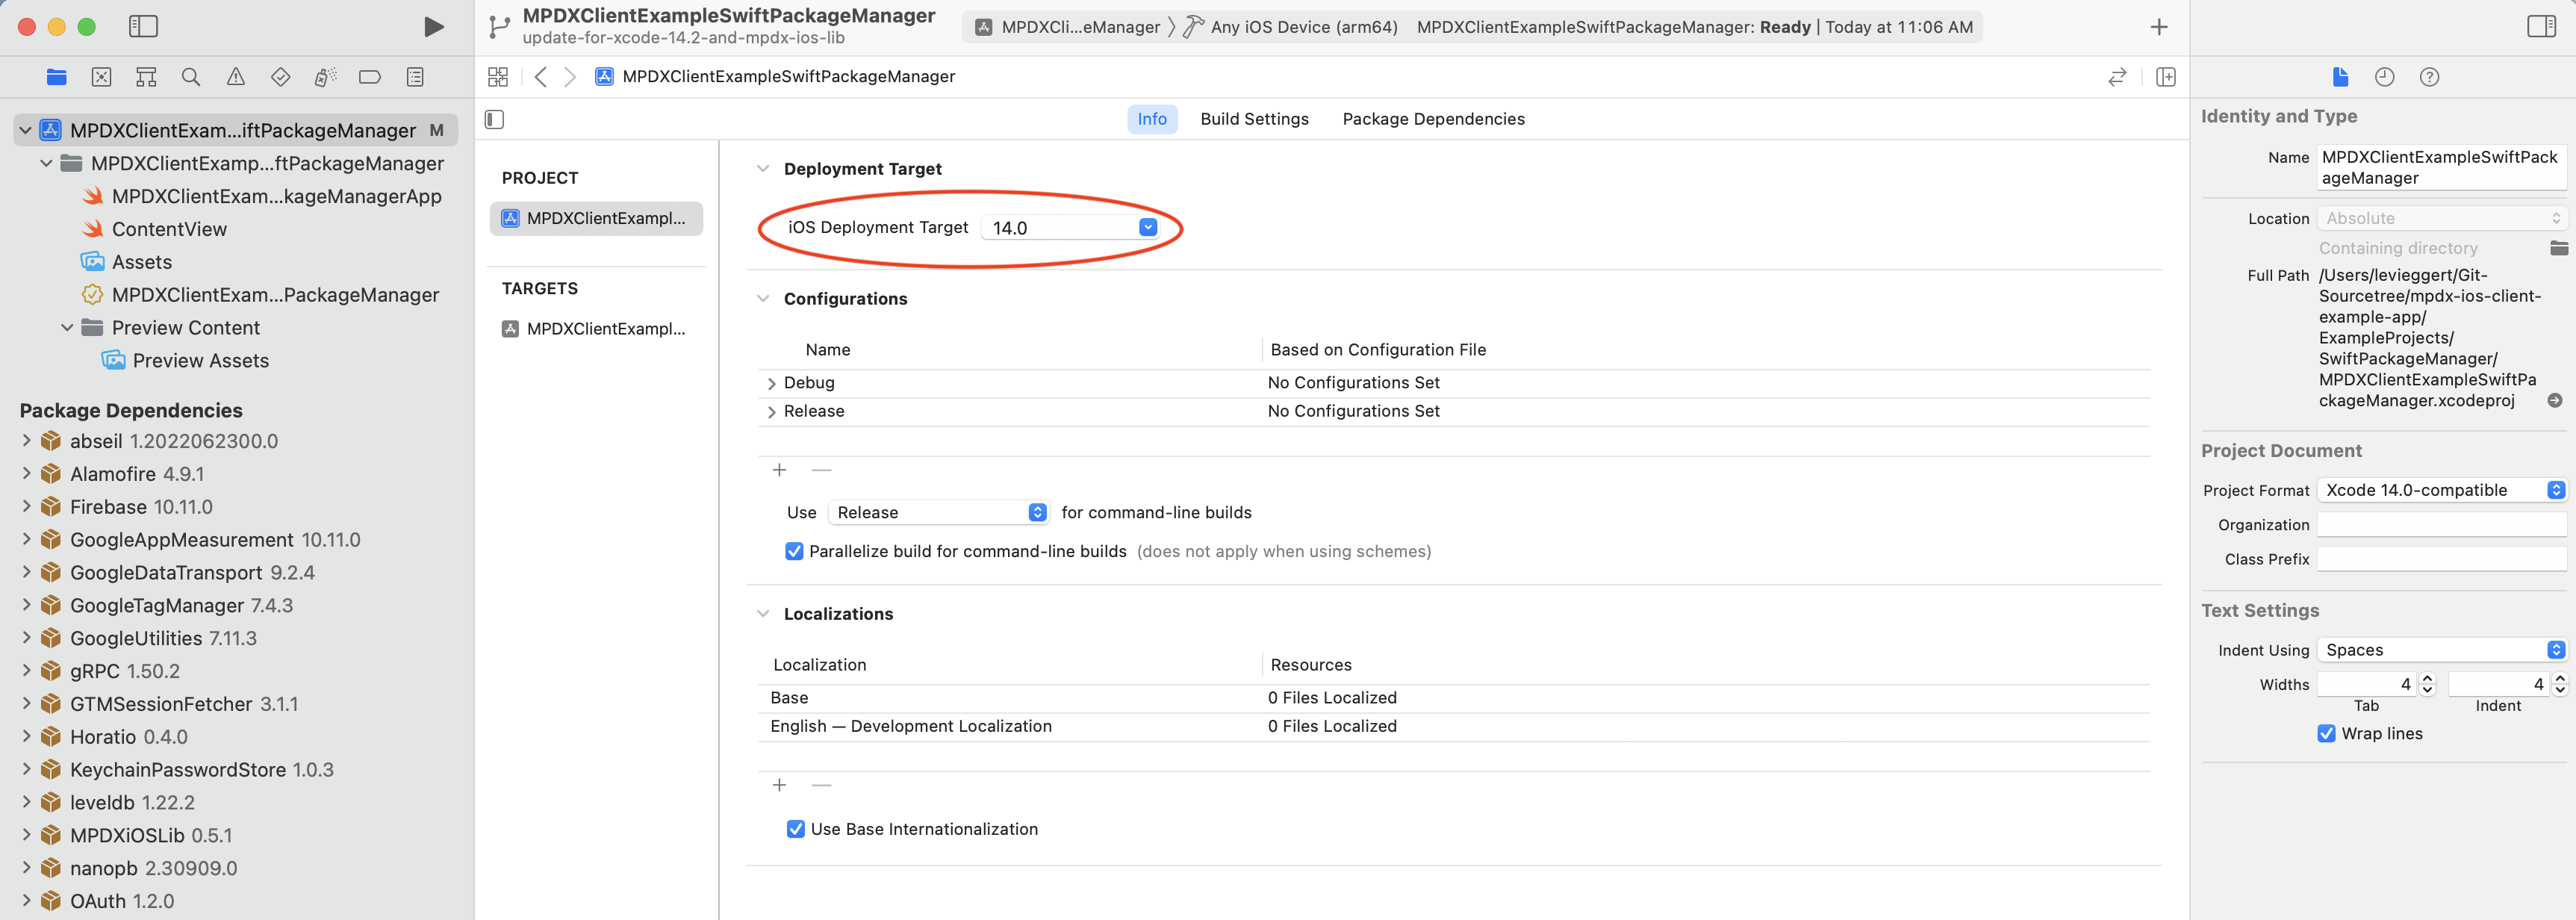 MPDXClientExampleSwiftPackageManager
update-for-xcode-14.2-and-mpdx-ios-lib
MPDXCli...eManager
Any iOS Device (arm64)
MPDXClientExampleSwiftPackageManager: Ready | Today at 11:06 AM
MPDXClientExampleSwiftPackageManager
MPDXClientExam...iftPackageManager M
MPDXClientExamp...ftPackageManager
MPDXClientExam...kageManagerApp
ContentView
Assets
MPDXClientExam...PackageManager
Preview Content
Preview Assets
Package Dependencies
abseil 1.2022062300.0
Alamofire 4.9.1
Firebase 10.11.0
GoogleAppMeasurement 10.11.0
GoogleDataTransport 9.2.4
GoogleTagManager 7.4.3
GoogleUtilities 7.11.3
gRPC 1.50.2
GTMSessionFetcher 3.1.1
Horatio 0.4.0
KeychainPasswordStore 1.0.3
leveldb 1.22.2
MPDXiOSLib 0.5.1
nanopb 2.30909.0
OAuth 1.2.0
Info Build Settings Package Dependencies
PROJECT
MPDXClientExampl...
TARGETS
MPDXClientExampl...
Deployment Target
iOS Deployment Target 14.0
Configurations
Name Based on Configuration File
Debug No Configurations Set
Release No Configurations Set
Use Release for command-line builds
Parallelize build for command-line builds (does not apply when using schemes)
Localizations
Localization Resources
Base 0 Files Localized
English — Development Localization 0 Files Localized
Use Base Internationalization
Identity and Type
Name MPDXClientExampleSwiftPack
ageManager
Location Absolute
Containing directory
Full Path /Users/levieggert/Git-
Sourcetree/mpdx-ios-client-
example-app/
ExampleProjects/
SwiftPackageManager/
MPDXClientExampleSwiftPa
ckageManager.xcodeproj
Project Document
Project Format Xcode 14.0-compatible
Organization
Class Prefix
Text Settings
Indent Using Spaces
Widths 4 4
Tab Indent
Wrap lines